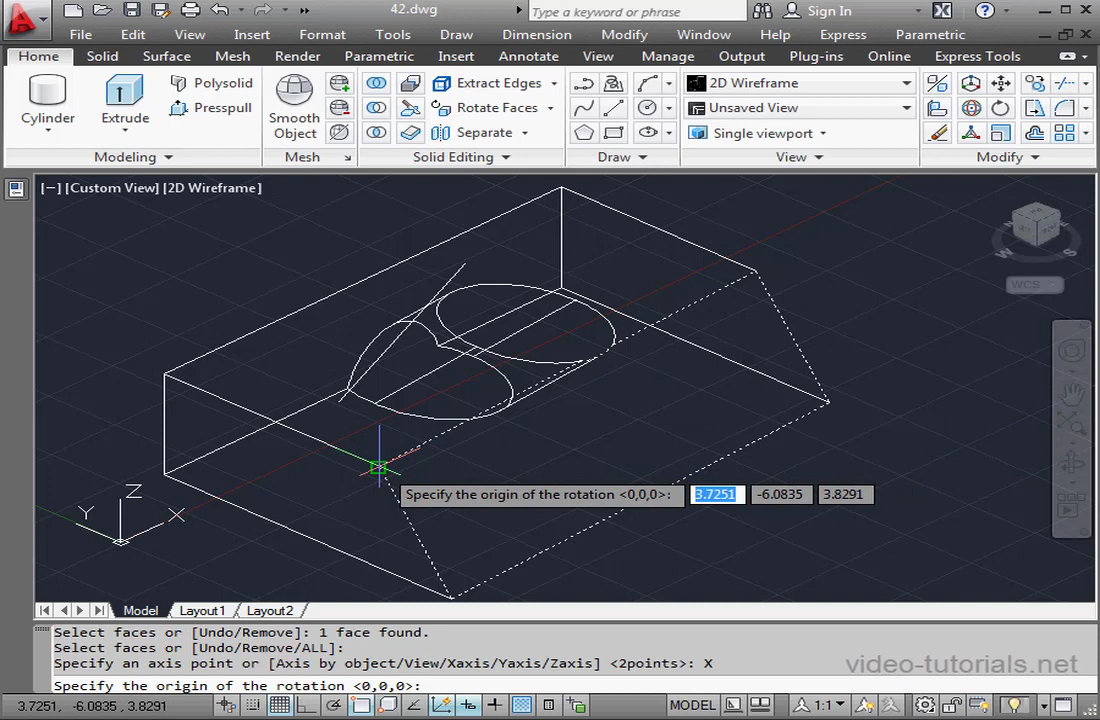 42.dwg
Type a keyword or phrase
Sign In
File Edit View Insert Format Tools Draw Dimension Modify Window Help Express Parametric
Home Solid Surface Mesh Render Parametric Insert Annotate View Manage Output Plug-ins Online Express Tools
Cylinder
Extrude
Polysolid
Presspull
Smooth
Object
Extract Edges
Rotate Faces
Separate
2D Wireframe
Unsaved View
Single viewport
Modeling Mesh Solid Editing Draw View Modify
[−] [Custom View] [2D Wireframe]
W S
WCS
Specify the origin of the rotation <0,0,0>: 3.7251 -6.0835 3.8291
Z
Y X
Model Layout1 Layout2
Select faces or [Undo/Remove]: 1 face found.
Select faces or [Undo/Remove/ALL]:
Specify an axis point or [Axis by object/View/Xaxis/Yaxis/Zaxis] <2points>: X
video-tutorials.net
Specify the origin of the rotation <0,0,0>:
3.7251, -6.0835 , 3.8291
MODEL
1:1